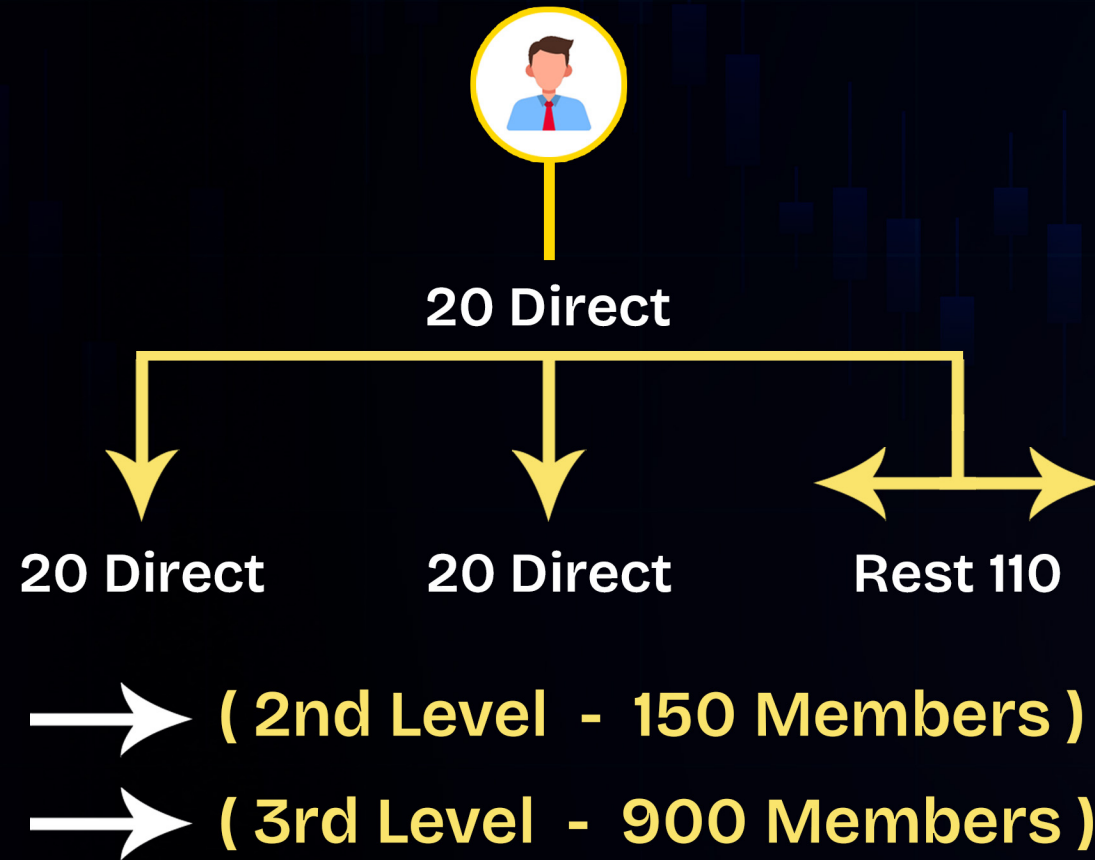 20 Direct
20 Direct 20 Direct Rest 110
( 2nd Level - 150 Members )
( 3rd Level - 900 Members )